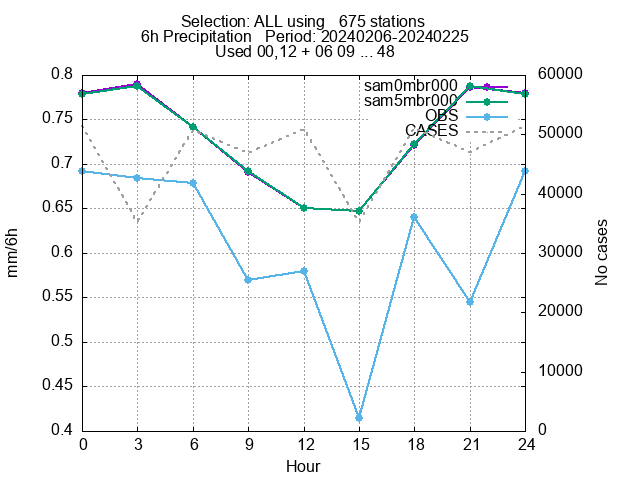 Selection: ALL using   675 stations
6h Precipitation   Period: 20240206-20240225
Used 00,12 + 06 09 ... 48
sam0mbr000
sam5mbr000
OBS
CASES
0.8
0.75
0.7
0.65
0.6
0.55
0.5
0.45
0.4
mm/6h
60000
50000
40000
30000
20000
10000
0
No cases
0 3 6 9 12 15 18 21 24
Hour